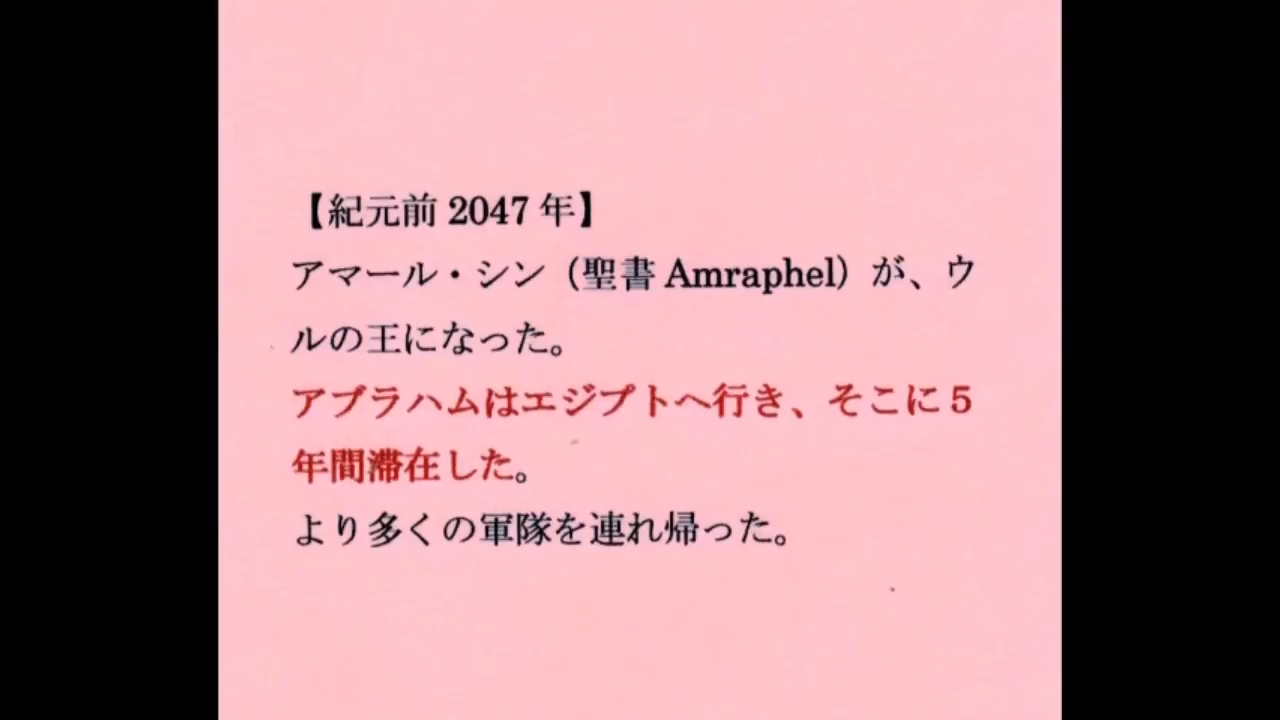 【紀元前 2047 年】
アマール・シン（聖書 Amraphel）が、ウ
ルの王になった。
アブラハムはエジプトへ行き、そこに５
年間滞在した。
より多くの軍隊を連れ帰った。